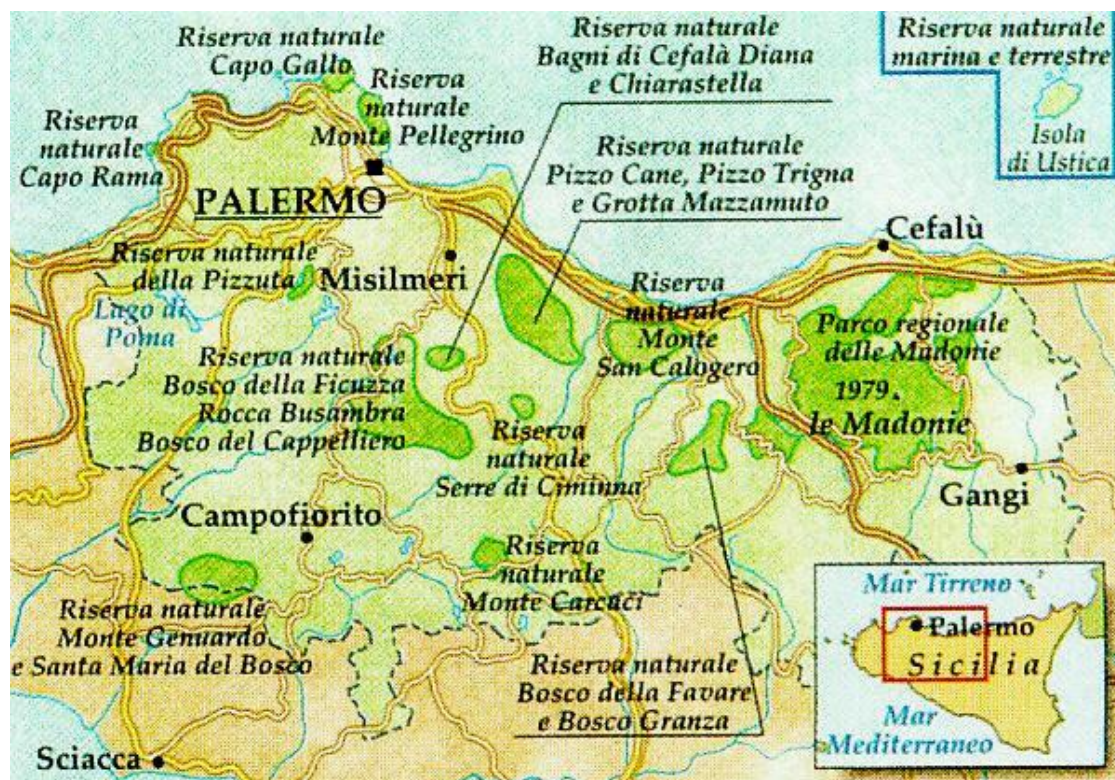 Riserva naturale
Capo Gallo
Riserva naturale
Bagni di Cefalà Diana
e Chiarastella
Riserva naturale
marina e terrestre
Isola
di Ustica
Riserva
naturale
Monte Pellegrino
Riserva
naturale
Capo Rama
Riserva naturale
Pizzo Cane, Pizzo Trigna
e Grotta Mazzamuto
PALERMO
Cefalù
Riserva naturale
della Pizzuta
Misilmeri
Riserva
naturale
Monte
San Calogero
Lago di
Poma
Parco regionale
delle Madonie
1979.
le Madonie
Riserva naturale
Bosco della Ficuzza
Rocca Busambra
Bosco del Cappelliero
Riserva
naturale
Serre di Ciminna
Gangi
Campofiorito
Riserva
naturale
Monte Carcaci
Riserva naturale
Monte Genuardo
e Santa Maria del Bosco
Riserva naturale
Bosco della Favare
e Bosco Granza
Mar Tirreno
Palermo
Sicilia
Mar
Mediterraneo
Sciacca